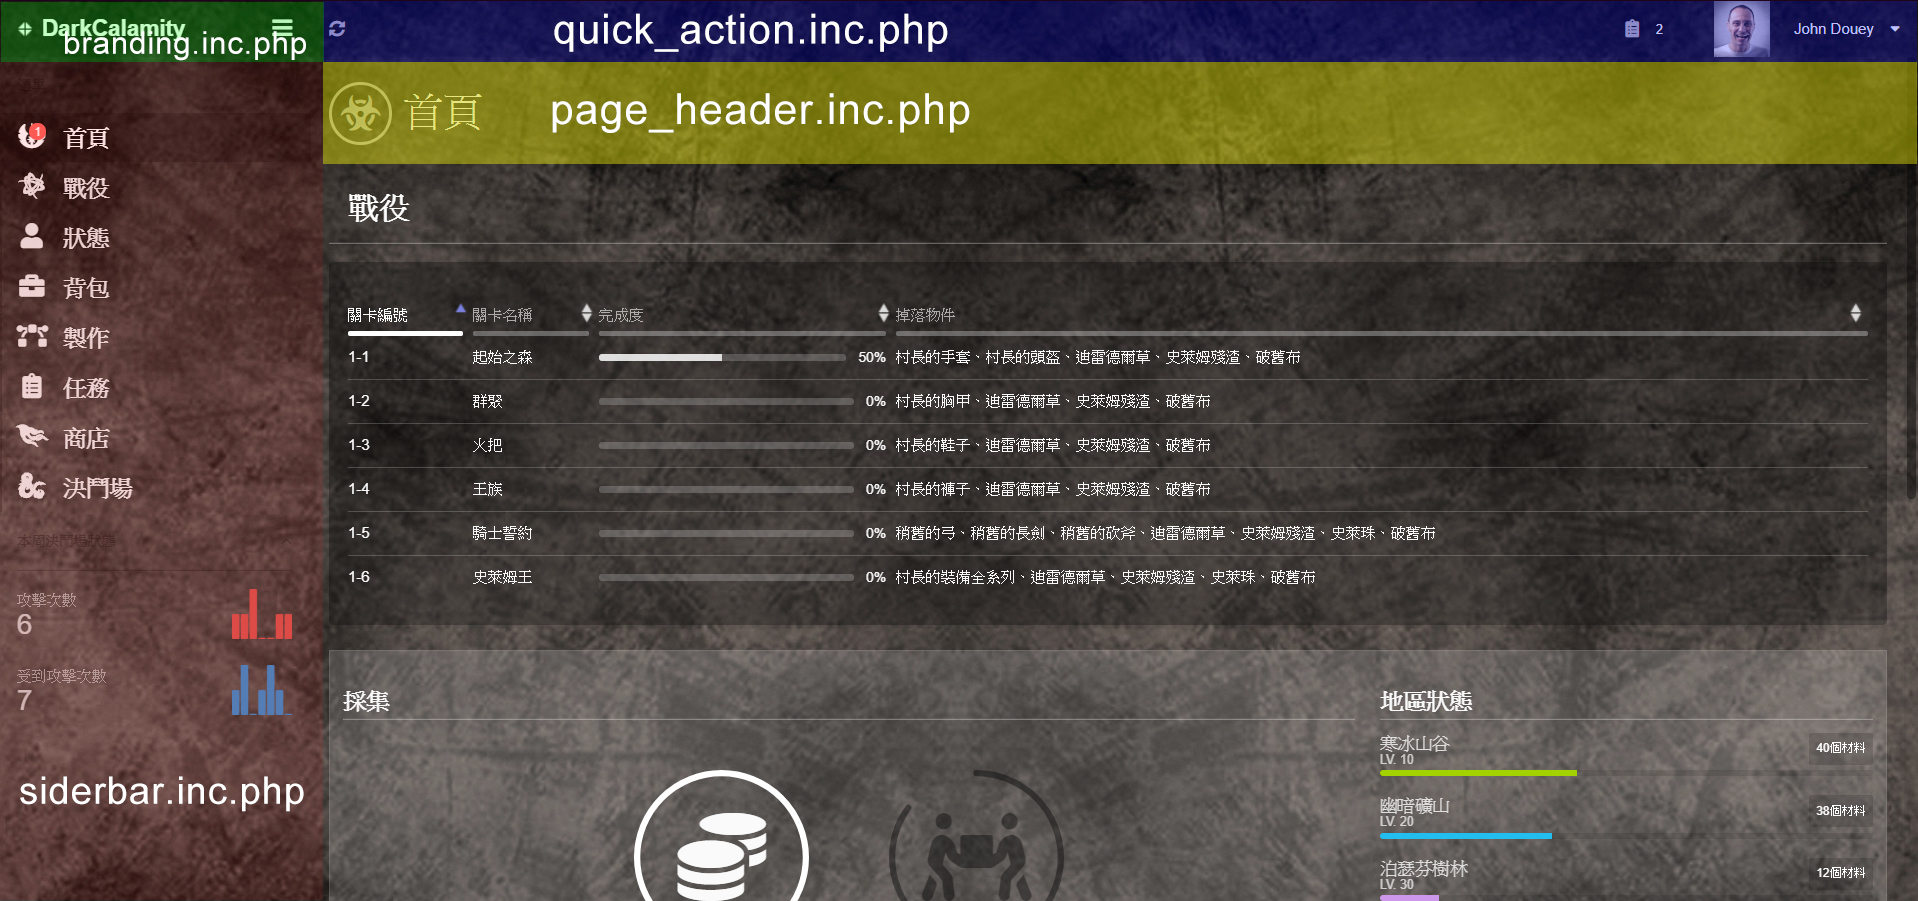 DarkCalamity
branding.inc.php
quick_action.inc.php
2
John Douey
首頁
page_header.inc.php
1
首頁
戰役
狀態
背包
製作
任務
商店
決鬥場
本週決鬥場狀態
攻擊次數
6
受到攻擊次數
7
siderbar.inc.php
戰役
關卡編號 關卡名稱 完成度 掉落物件
1-1 起始之森 50% 村長的手套、村長的頭盔、迪雷德爾草、史萊姆殘渣、破舊布
1-2 群聚 0% 村長的胸甲、迪雷德爾草、史萊姆殘渣、破舊布
1-3 火把 0% 村長的鞋子、迪雷德爾草、史萊姆殘渣、破舊布
1-4 王族 0% 村長的褲子、迪雷德爾草、史萊姆殘渣、破舊布
1-5 騎士誓約 0% 稍舊的弓、稍舊的長劍、稍舊的砍斧、迪雷德爾草、史萊姆殘渣、史萊珠、破舊布
1-6 史萊姆王 0% 村長的裝備全系列、迪雷德爾草、史萊姆殘渣、史萊珠、破舊布
採集
地區狀態
寒冰山谷
LV. 10
40個材料
幽暗礦山
LV. 20
38個材料
泊瑟芬樹林
LV. 30
12個材料